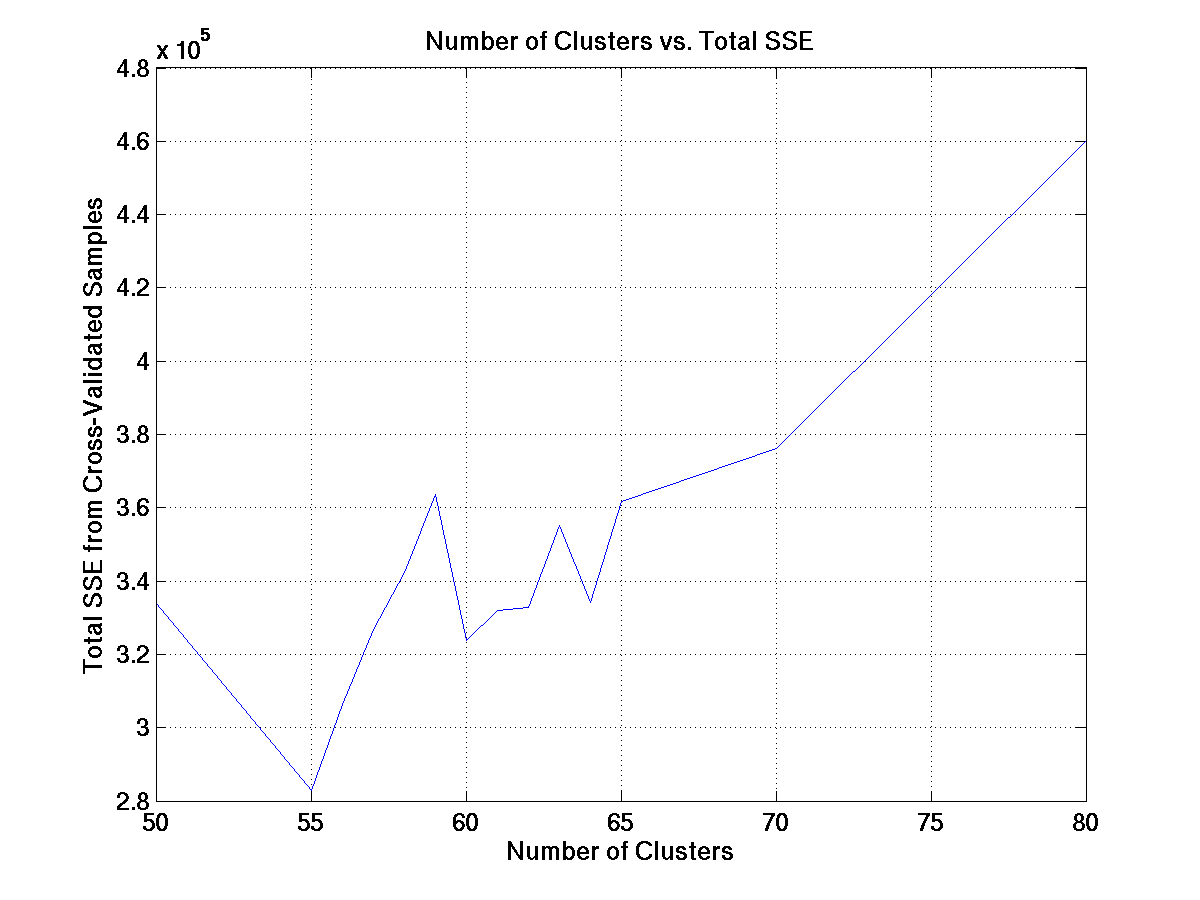 Number of Clusters vs. Total SSE
x 10^5
4.8
4.6
4.4
4.2
4
3.8
3.6
3.4
3.2
3
2.8
Total SSE from Cross-Validated Samples
50 55 60 65 70 75 80
Number of Clusters